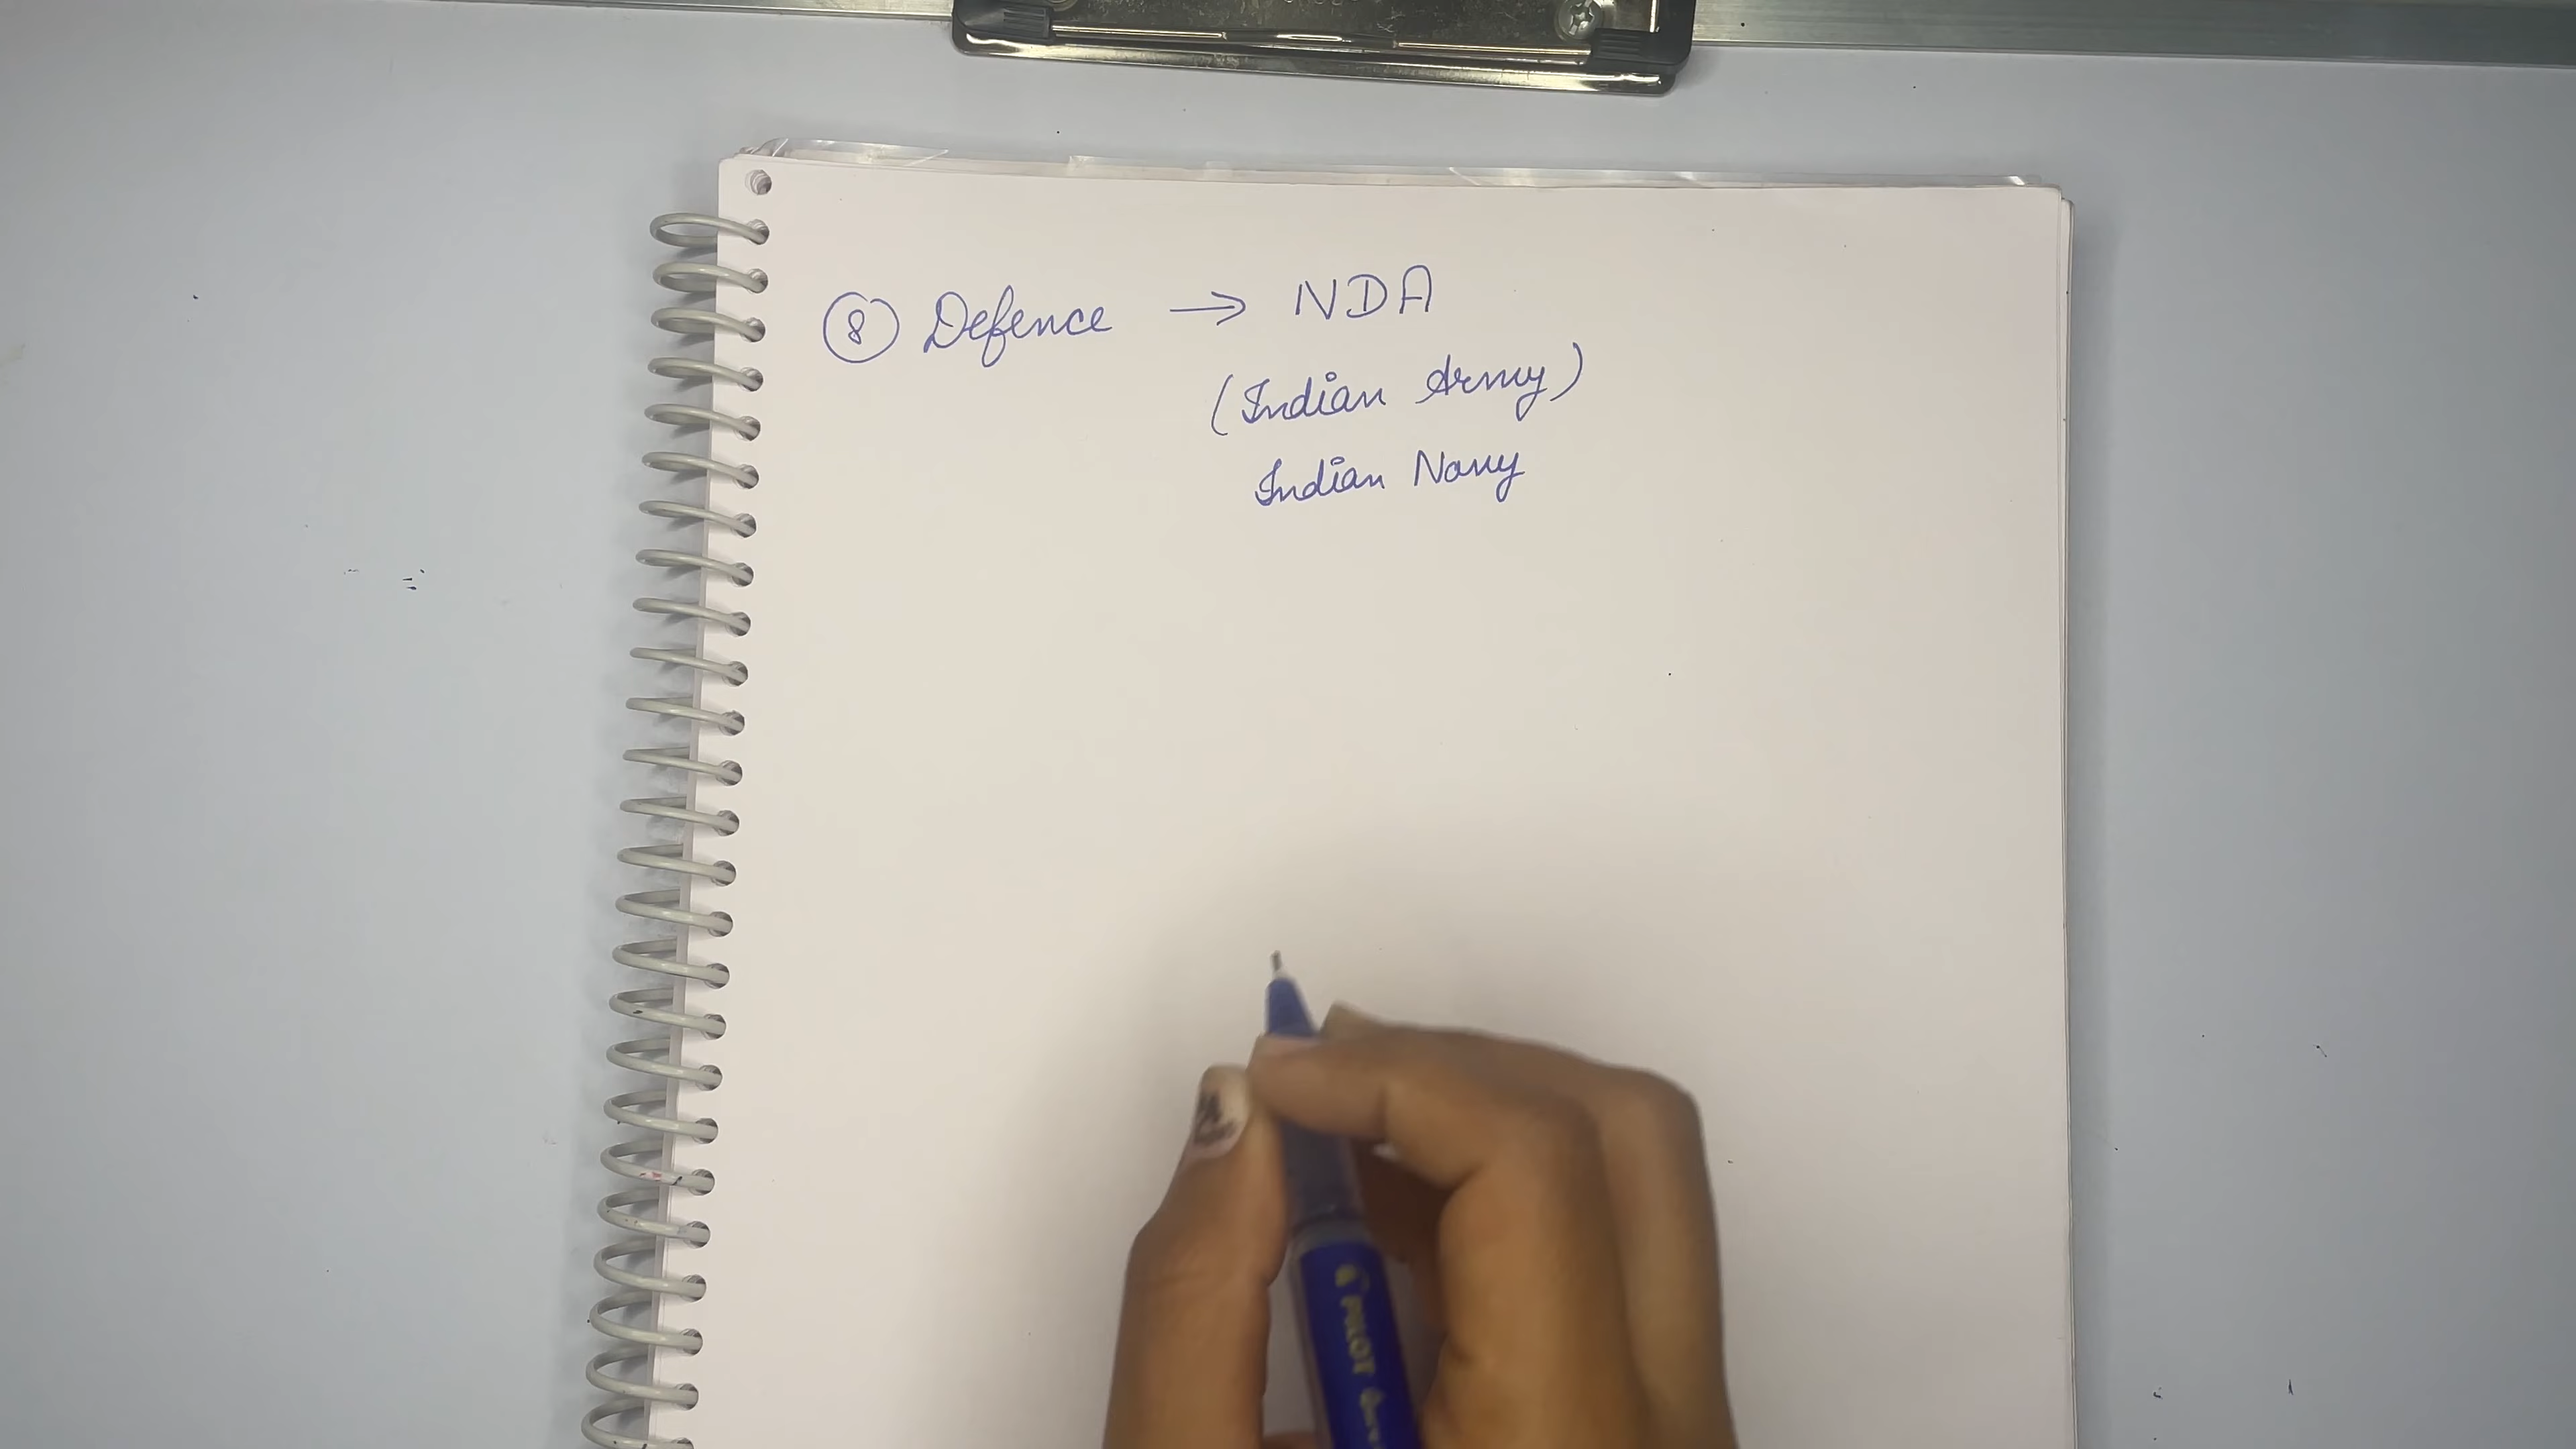 8 Defence → NDA
(Indian Army)
Indian Navy
PILOT